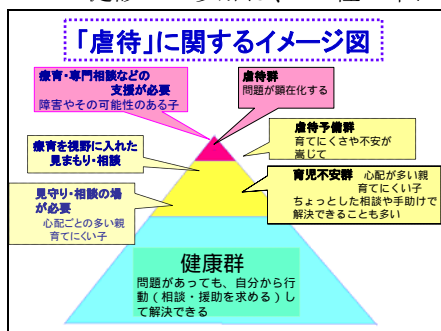 「虐待」に関するイメージ図
療育・専門相談などの
支援が必要
障害やその可能性のある子
虐待群
問題が顕在化する
療育を視野に入れた
見まもり・相談
虐待予備群
育てにくさや不安が
高じて
見守り・相談の場
が必要
心配ごとの多い親
育てにくい子
育児不安群 心配が多い親
育てにくい子
ちょっとした相談や手助けで
解決できることも多い
健康群
問題があっても、自分から行
動(相談・援助を求める)し
て解決できる